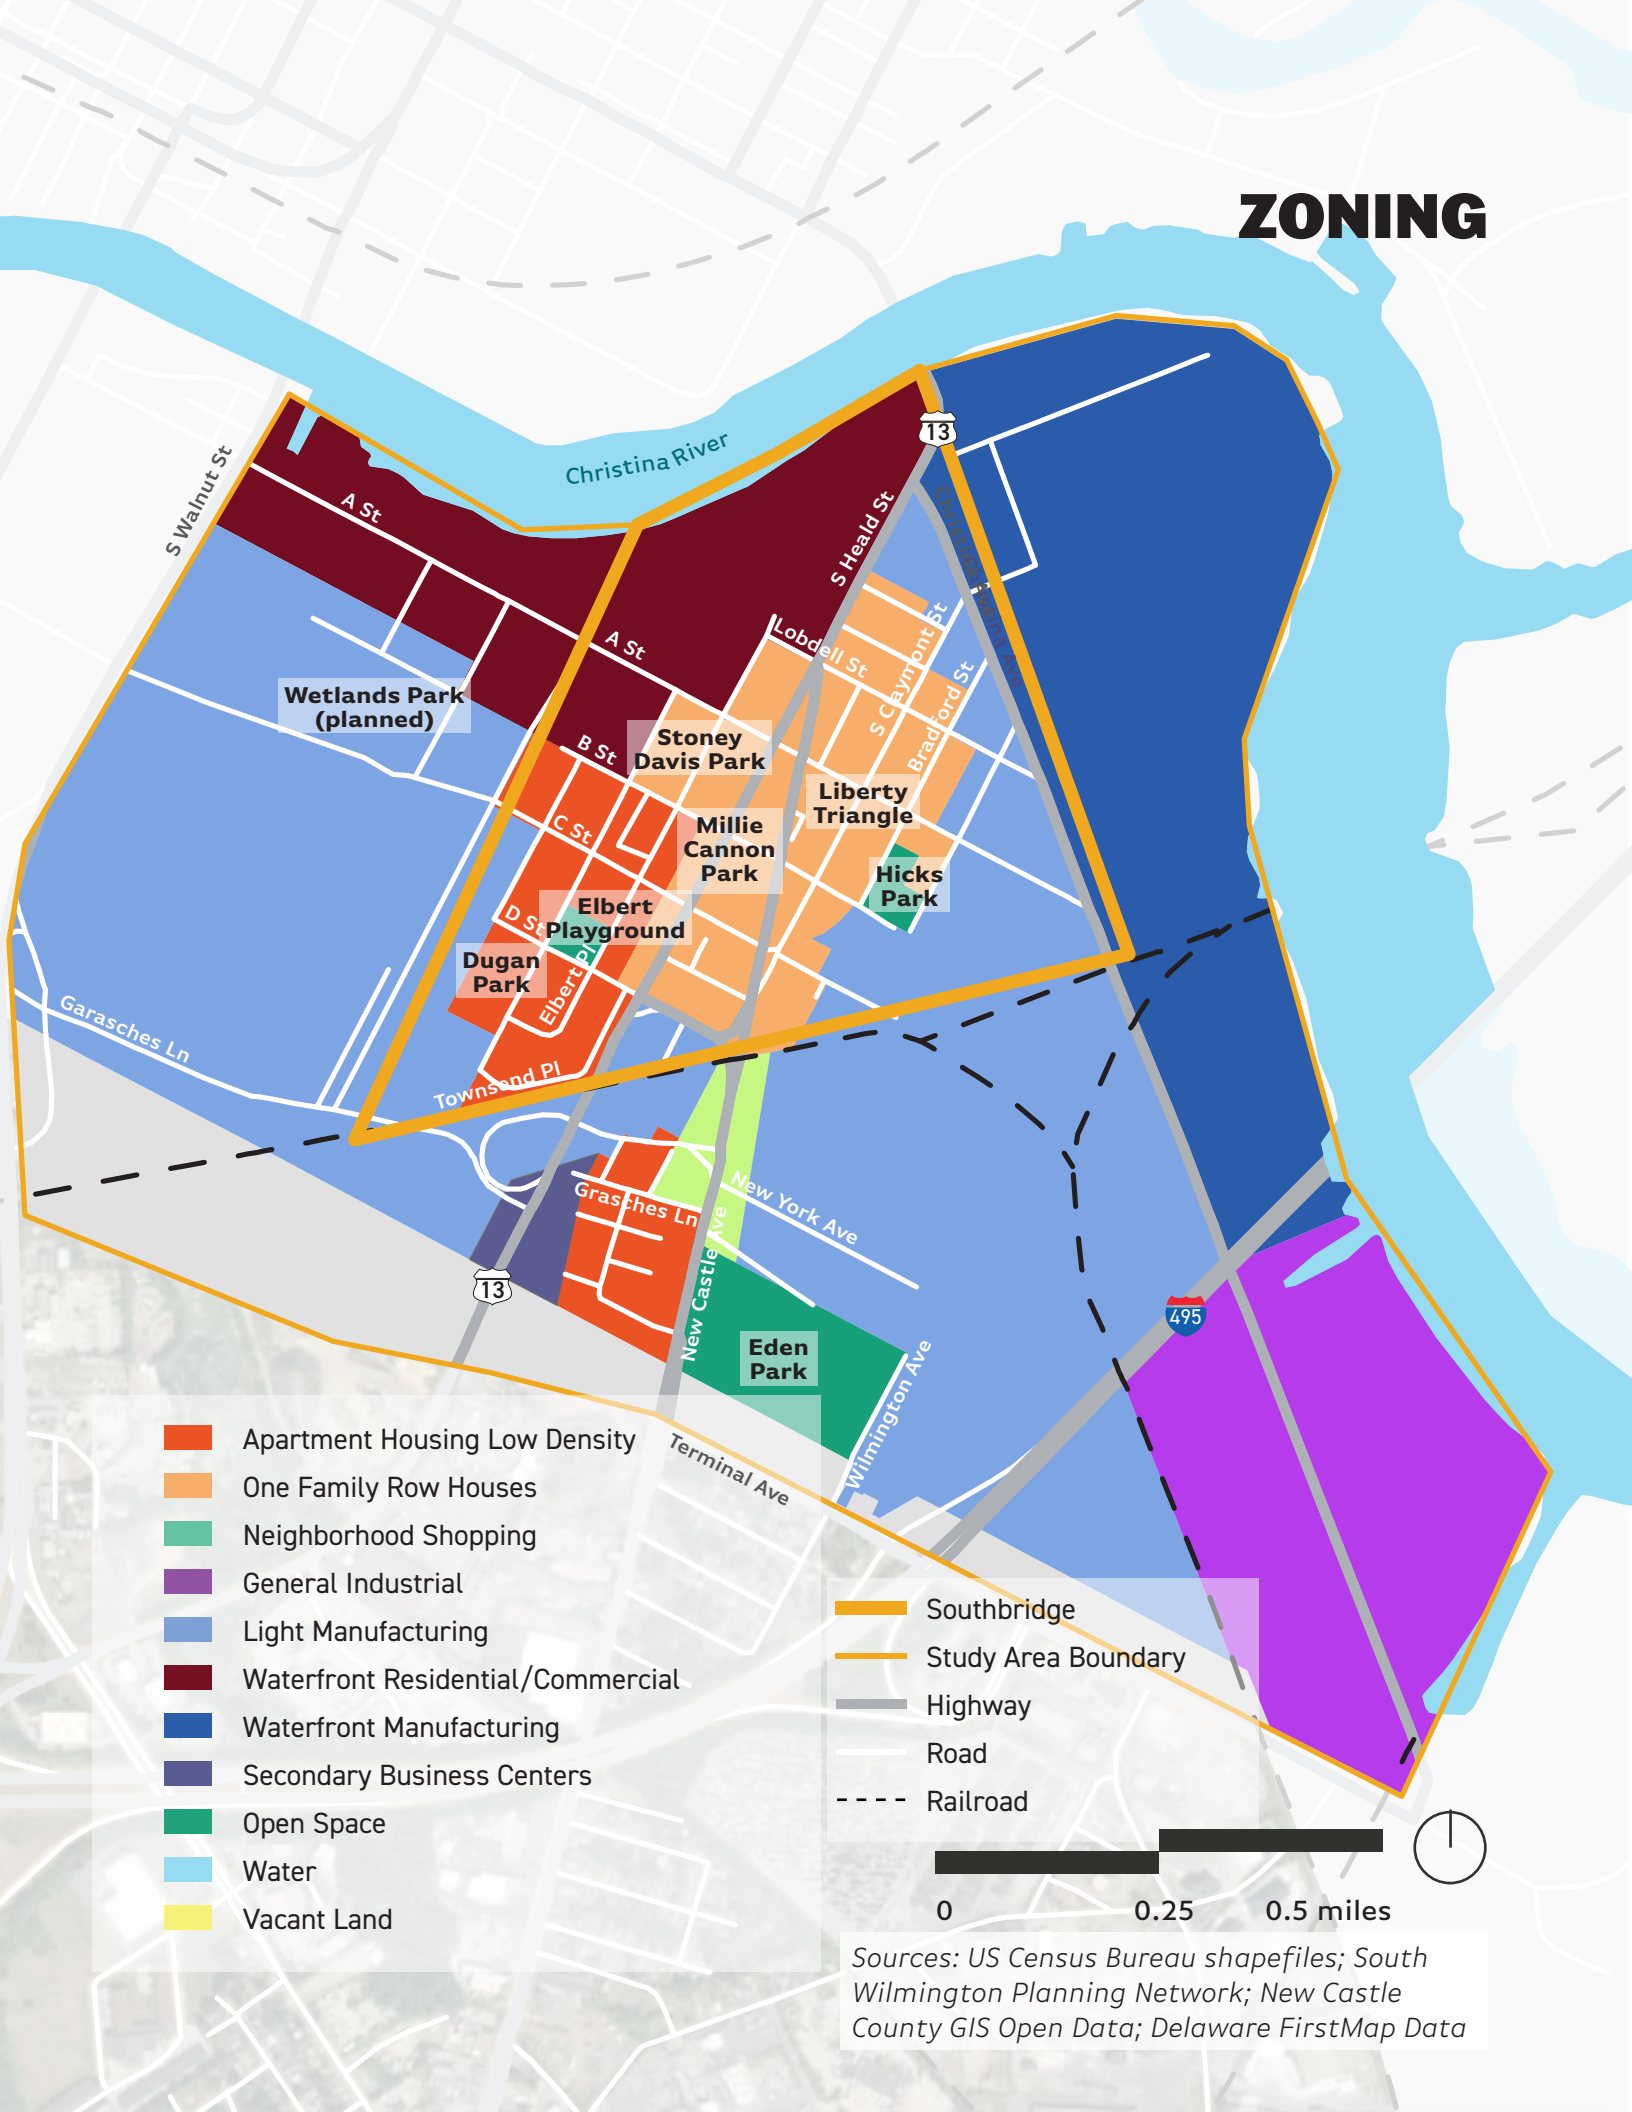 ZONING
Christina River
13
S Walnut St
A St
S Heald St
Christina Ave
Christina Ave
A St
Lobdell St
S Claymont St
Bradford St
Wetlands Park
(planned)
Stoney
Davis Park
B St
Liberty
Triangle
Millie
Cannon
Park
C St
Hicks
Park
Elbert
Playground
D St
Dugan
Park
Elbert Pl
Garasches Ln
Townsend Pl
New York Ave
Grasches Ln
New Castle Ave
13
495
Eden
Park
Wilmington Ave
Terminal Ave
Apartment Housing Low Density
One Family Row Houses
Neighborhood Shopping
General Industrial
Light Manufacturing
Waterfront Residential/Commercial
Waterfront Manufacturing
Secondary Business Centers
Open Space
Water
Vacant Land
Southbridge
Study Area Boundary
Highway
Road
Railroad
0 0.25 0.5 miles
Sources: US Census Bureau shapefiles; South
Wilmington Planning Network; New Castle
County GIS Open Data; Delaware FirstMap Data